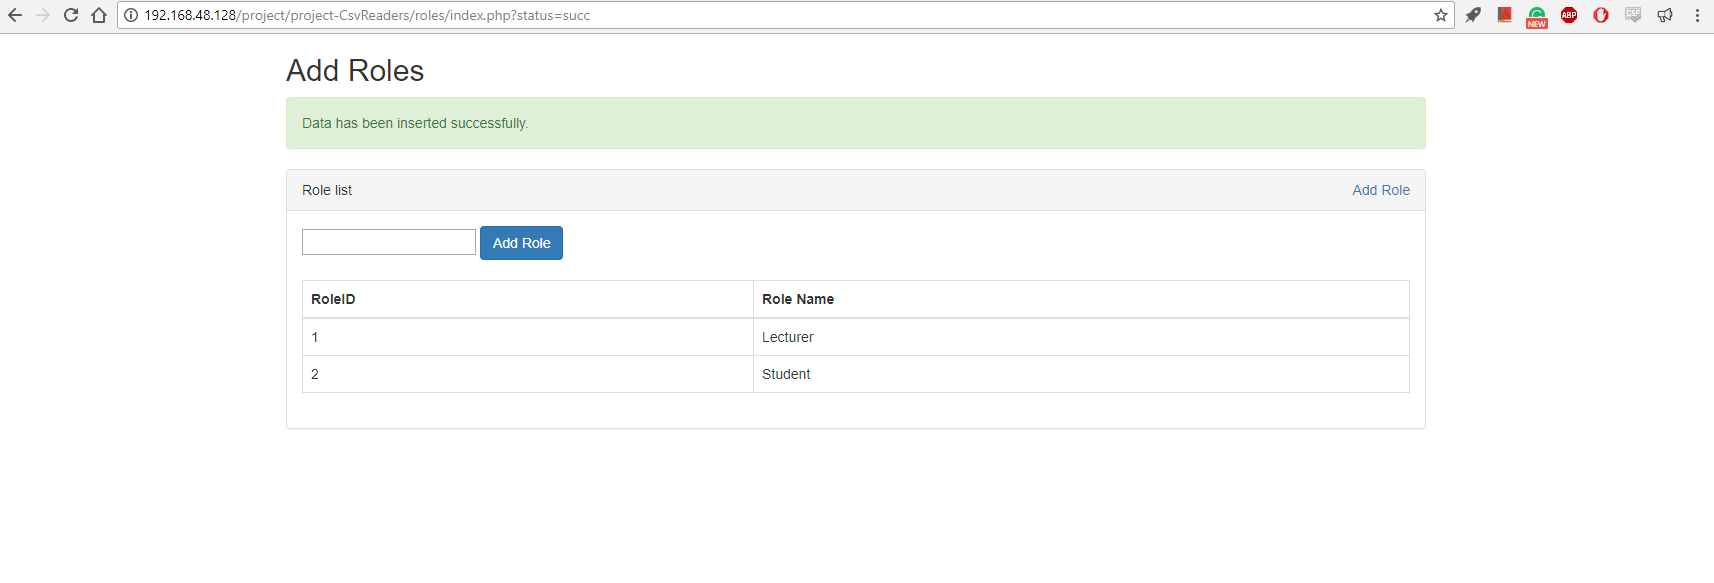 192.168.48.128/project/project-CsvReaders/roles/index.php?status=succ
NEW
ABP
CSS
Add Roles
Data has been inserted successfully.
Role list
Add Role
Add Role
RoleID
Role Name
1
Lecturer
2
Student